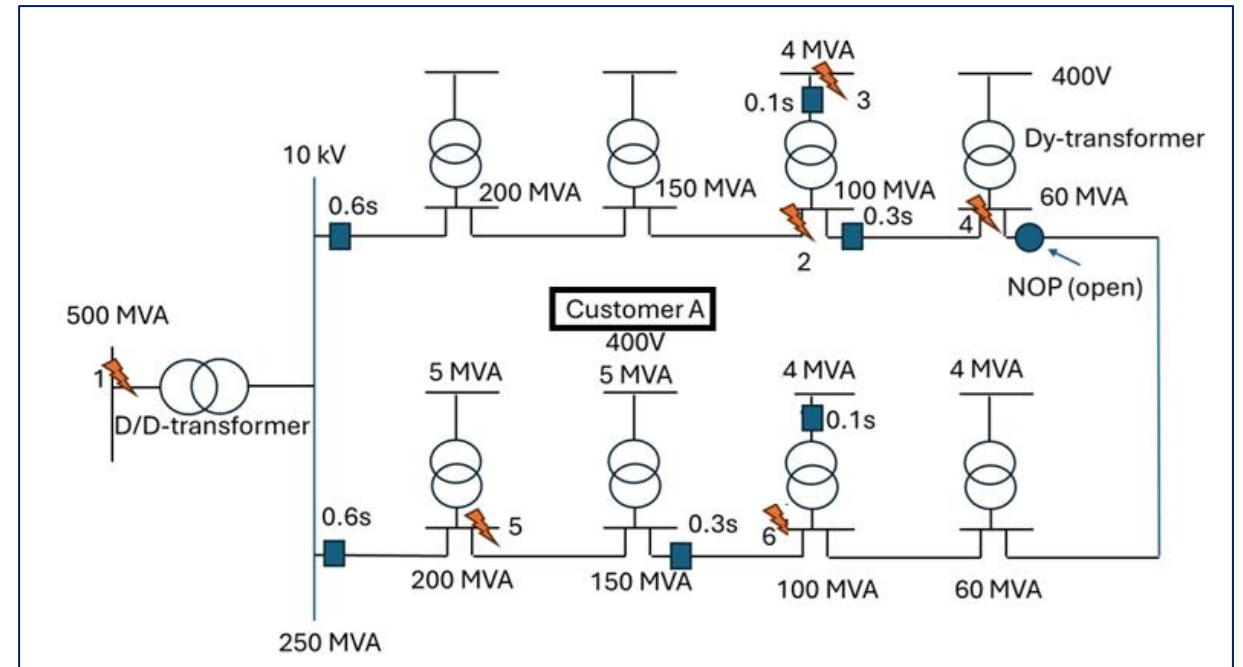 4 MVA
0.1s
3
400V
Dy-transformer
10 kV
0.6s
200 MVA
150 MVA
100 MVA
0.3s
60 MVA
4
2
NOP (open)
Customer A
400V
500 MVA
1
D/D-transformer
5 MVA
5 MVA
4 MVA
4 MVA
0.1s
0.6s
5
0.3s
6
200 MVA
150 MVA
100 MVA
60 MVA
250 MVA